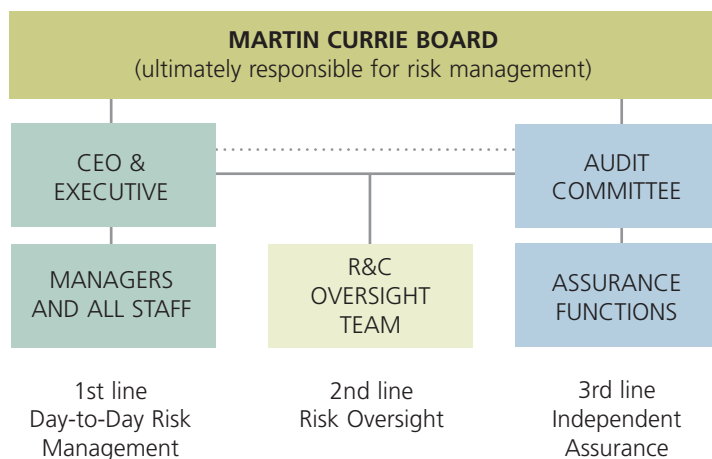 MARTIN CURRIE BOARD
(ultimately responsible for risk management)
CEO &
EXECUTIVE
AUDIT
COMMITTEE
MANAGERS
AND ALL STAFF
R&C
OVERSIGHT
TEAM
ASSURANCE
FUNCTIONS
1st line
Day-to-Day Risk
Management
2nd line
Risk Oversight
3rd line
Independent
Assurance